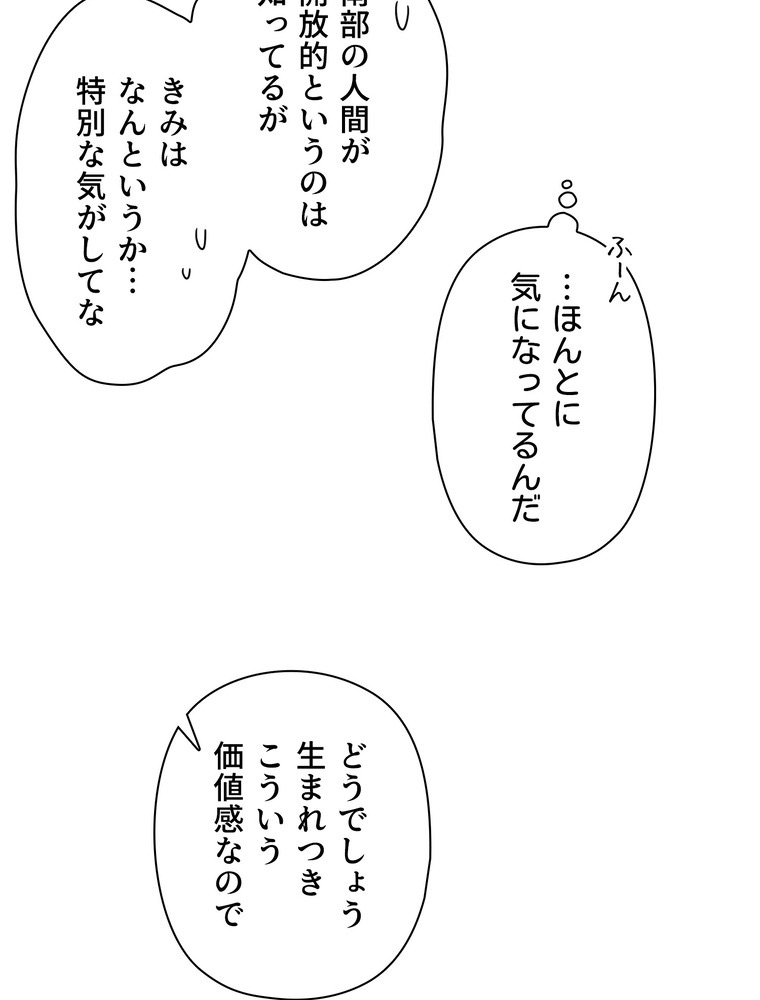 南部の人間が
開放的というのは
知ってるが
きみは
なんというか…
特別な気がしてな
ふーん
…ほんとに
気になってるんだ
どうでしょう
生まれつき
こういう
価値感なので